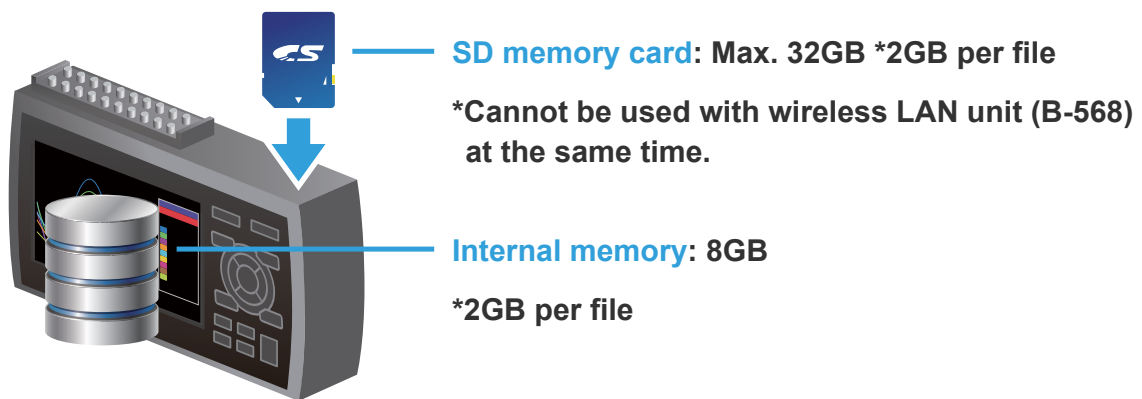 SD memory card: Max. 32GB *2GB per file
*Cannot be used with wireless LAN unit (B-568)
at the same time.
Internal memory: 8GB
*2GB per file